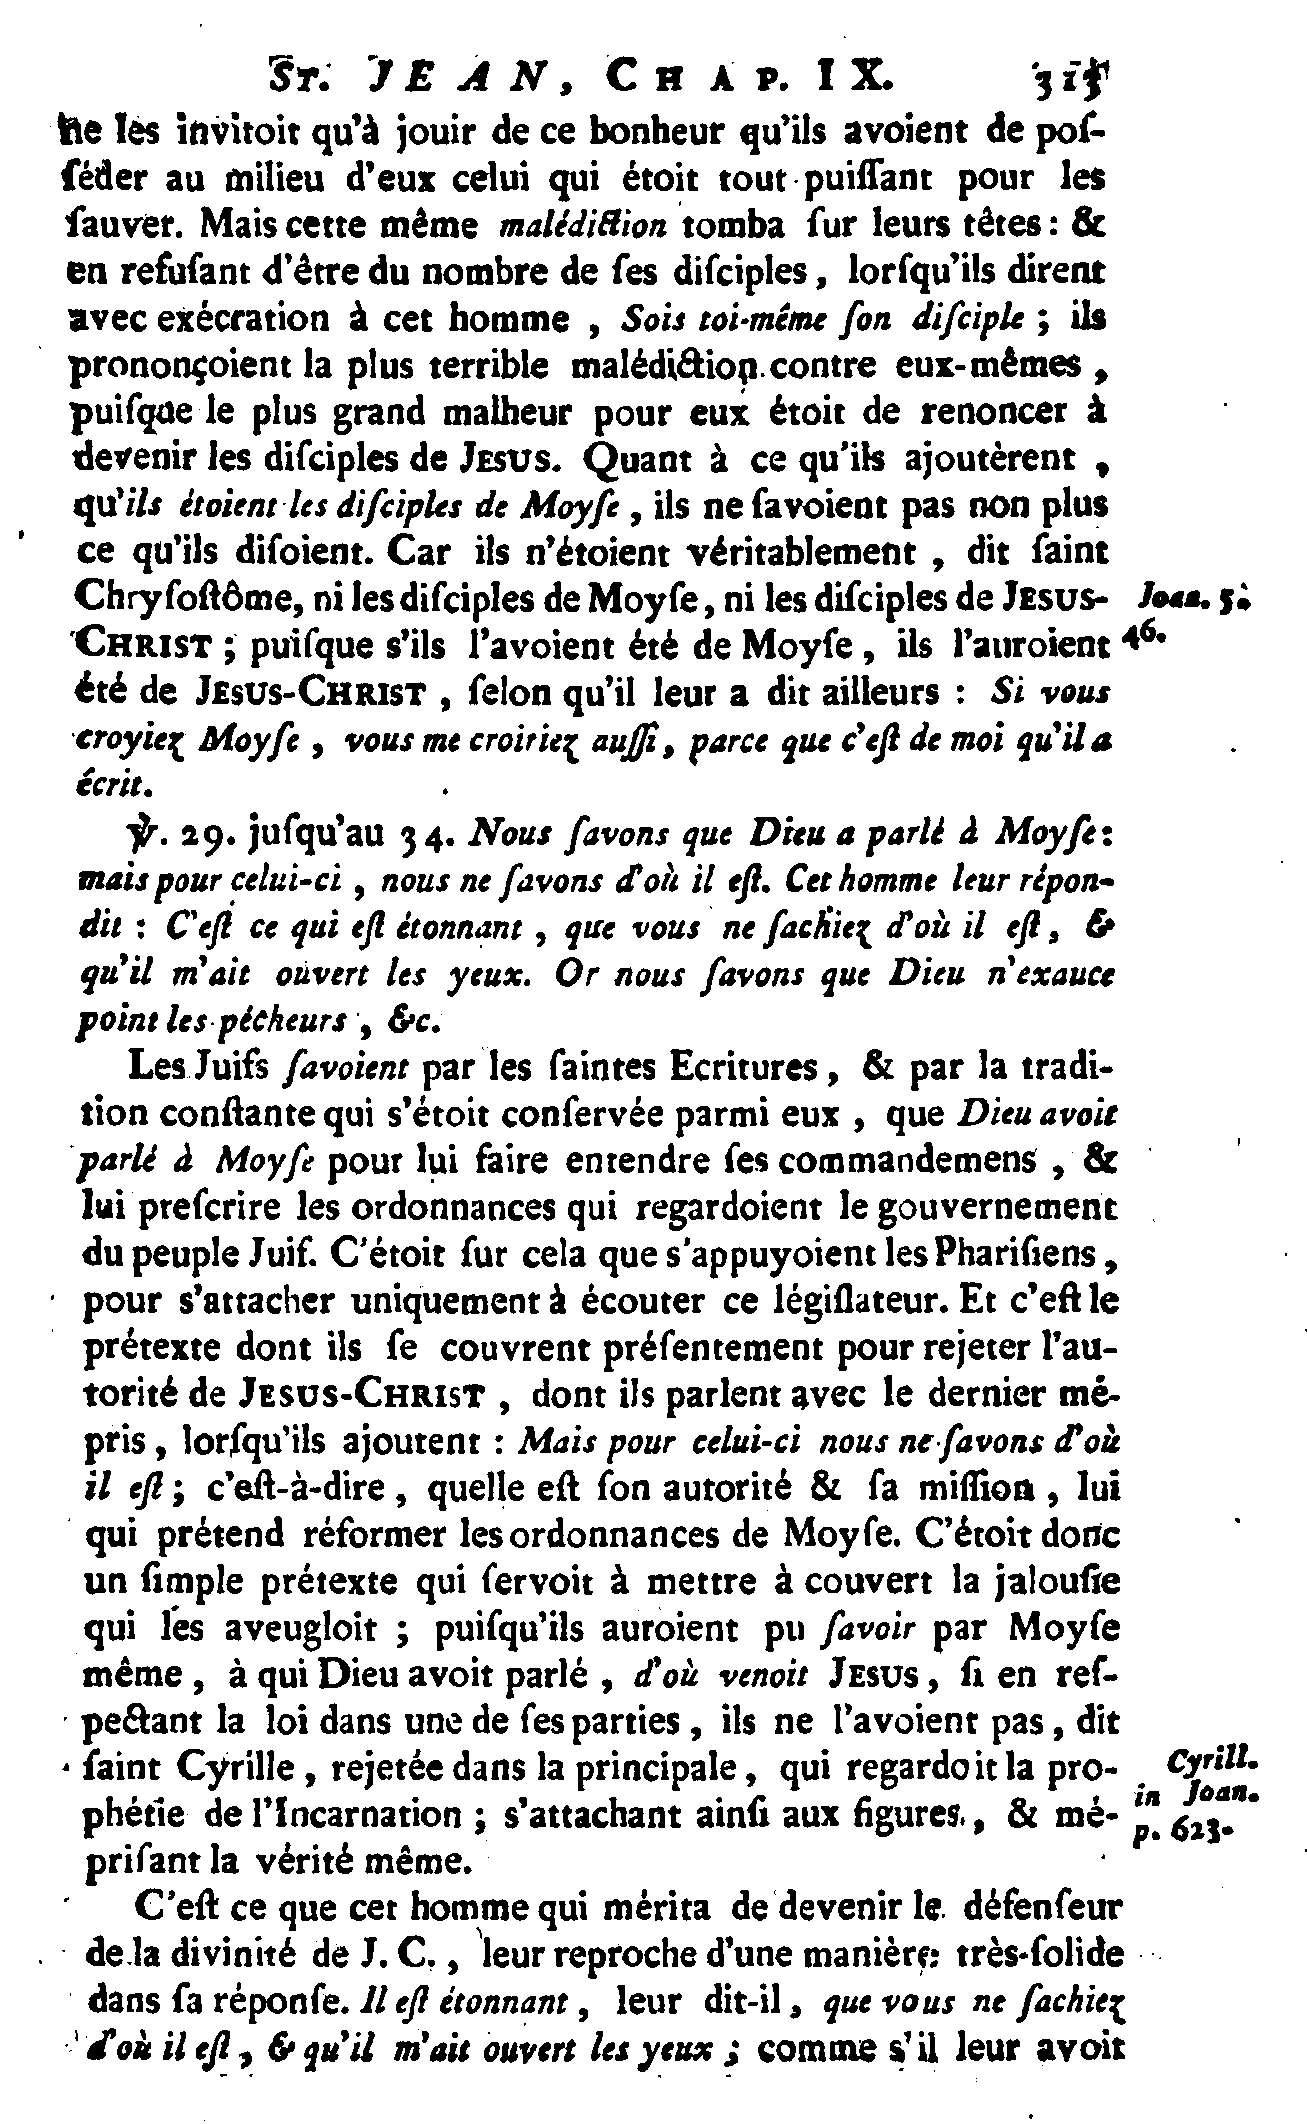 ST. JEAN, CHAP. IX. 315
ne les invitoit qu'à jouir de ce bonheur qu'ils avoient de poſ-
ſéder au milieu d'eux celui qui étoit tout puiſſant pour les
ſauver. Mais cette même malédiction tomba ſur leurs têtes : &
en refuſant d'être du nombre de ſes diſciples, lorſqu'ils dirent
avec exécration à cet homme, Sois toi-même ſon diſciple ; ils
prononçoient la plus terrible malédiction contre eux-mêmes,
puiſque le plus grand malheur pour eux étoit de renoncer à
devenir les diſciples de JESUS. Quant à ce qu'ils ajoutèrent,
qu'ils étoient les diſciples de Moyſe, ils ne ſavoient pas non plus
ce qu'ils diſoient. Car ils n'étoient véritablement, dit ſaint
Chryſoſtôme, ni les diſciples de Moyſe, ni les diſciples de JESUS-
Joan. 5.
CHRIST ; puiſque s'ils l'avoient été de Moyſe, ils l'auroient
46.
été de JESUS-CHRIST, ſelon qu'il leur a dit ailleurs : Si vous
croyiez Moyſe, vous me croiriez auſſi, parce que c'eſt de moi qu'il a
écrit.
℣. 29. juſqu'au 34. Nous ſavons que Dieu a parlé à Moyſe :
mais pour celui-ci, nous ne ſavons d'où il eſt. Cet homme leur répon-
dit : C'eſt ce qui eſt étonnant, que vous ne ſachiez d'où il eſt, &
qu'il m'ait ouvert les yeux. Or nous ſavons que Dieu n'exauce
point les pécheurs, &c.
Les Juifs ſavoient par les ſaintes Ecritures, & par la tradi-
tion conſtante qui s'étoit conſervée parmi eux, que Dieu avoit
parlé à Moyſe pour lui faire entendre ſes commandemens, &
lui preſcrire les ordonnances qui regardoient le gouvernement
du peuple Juif. C'étoit ſur cela que s'appuyoient les Phariſiens,
pour s'attacher uniquement à écouter ce légiſlateur. Et c'eſt le
prétexte dont ils ſe couvrent préſentement pour rejeter l'au-
torité de JESUS-CHRIST, dont ils parlent avec le dernier mé-
pris, lorſqu'ils ajoutent : Mais pour celui-ci nous ne ſavons d'où
il eſt ; c'eſt-à-dire, quelle eſt ſon autorité & ſa miſſion, lui
qui prétend réformer les ordonnances de Moyſe. C'étoit donc
un ſimple prétexte qui ſervoit à mettre à couvert la jalouſie
qui les aveugloit ; puiſqu'ils auroient pu ſavoir par Moyſe
même, à qui Dieu avoit parlé, d'où venoit JESUS, ſi en reſ-
pectant la loi dans une de ſes parties, ils ne l'avoient pas, dit
ſaint Cyrille, rejetée dans la principale, qui regardoit la pro-
Cyrill.
phétie de l'Incarnation ; s'attachant ainſi aux figures, & mé-
in Joan.
p. 623.
priſant la vérité même.
C'eſt ce que cet homme qui mérita de devenir le défenſeur
de la divinité de J. C., leur reproche d'une manière très-ſolide
dans ſa réponſe. Il eſt étonnant, leur dit-il, que vous ne ſachiez
d'où il eſt, & qu'il m'ait ouvert les yeux ; comme s'il leur avoit